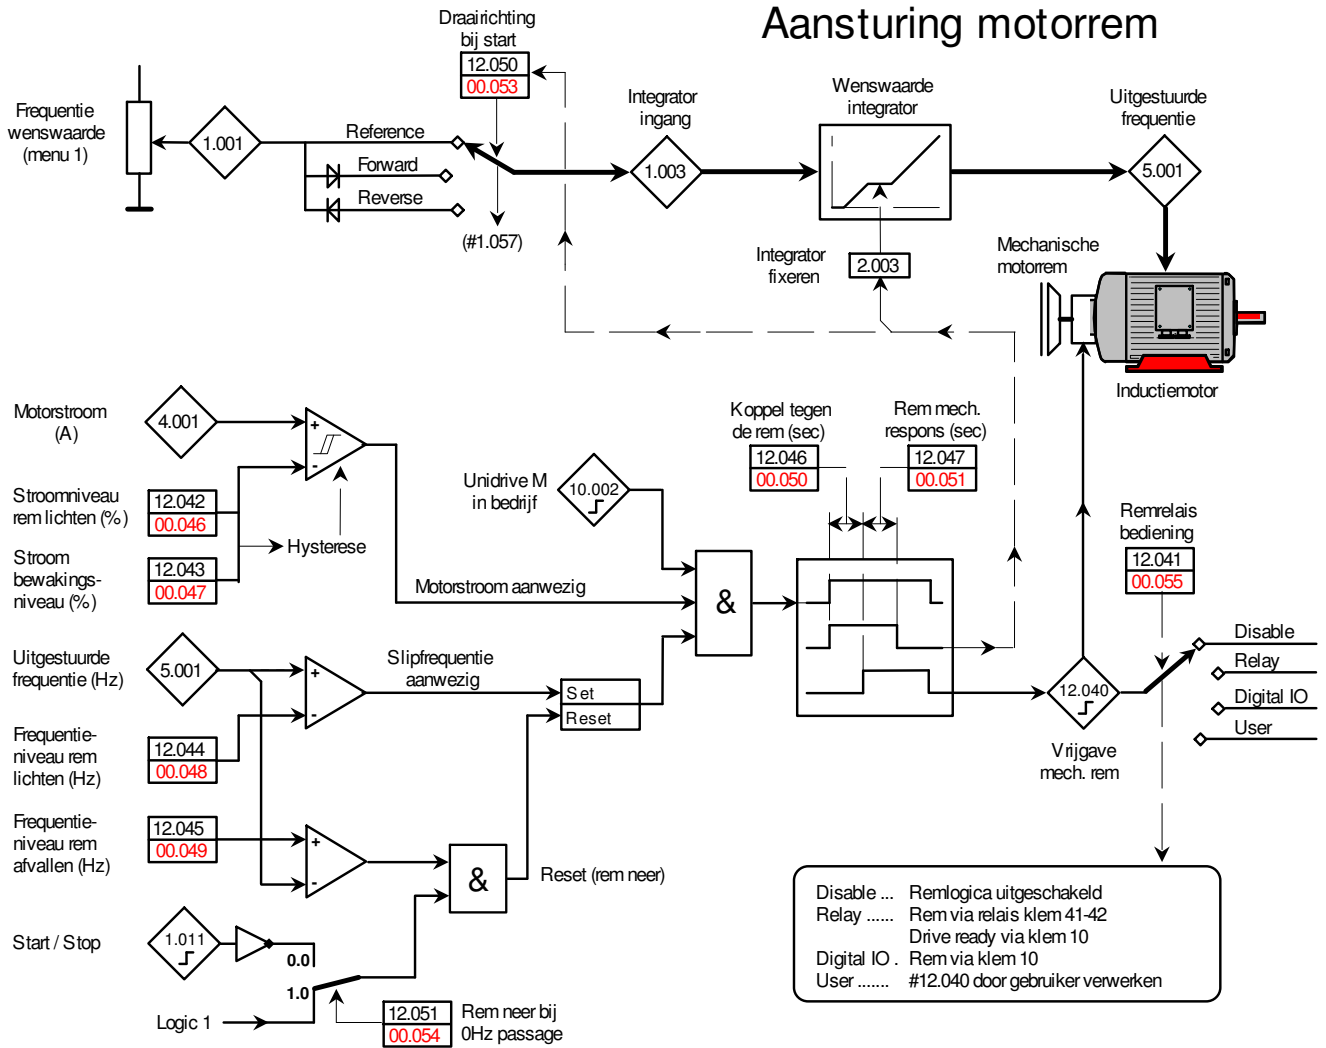 Aansturing motorrem
Draairichting
bij start
12.050
00.053
Frequentie
wenswaarde
(menu 1)
1.001
Reference
Forward
Reverse
(#1.057)
Integrator
ingang
1.003
Wenswaarde
integrator
Integrator
fixeren
2.003
Uitgestuurde
frequentie
5.001
Mechanische
motorrem
Inductiemotor
Motorstroom
(A)
4.001
+
-
Stroomniveau
rem lichten (%)
12.042
00.046
Hysterese
Stroom
bewakings-
niveau (%)
12.043
00.047
Unidrive M
in bedrijf
10.002
Motorstroom aanwezig
&
Koppel tegen
de rem (sec)
12.046
00.050
Rem mech.
respons (sec)
12.047
00.051
Remrelais
bediening
12.041
00.055
Disable
Relay
Digital IO
User
12.040
Vrijgave
mech. rem
Uitgestuurde
frequentie (Hz)
5.001
+
-
Slipfrequentie
aanwezig
Set
Reset
Frequentie-
niveau rem
lichten (Hz)
12.044
00.048
Frequentie-
niveau rem
afvallen (Hz)
12.045
00.049
+
-
&
Reset (rem neer)
Start / Stop
1.011
0.0
1.0
Logic 1
12.051
00.054
Rem neer bij
0Hz passage
Disable ... Remlogica uitgeschakeld
Relay ...... Rem via relais klem 41-42
Drive ready via klem 10
Digital IO . Rem via klem 10
User ....... #12.040 door gebruiker verwerken